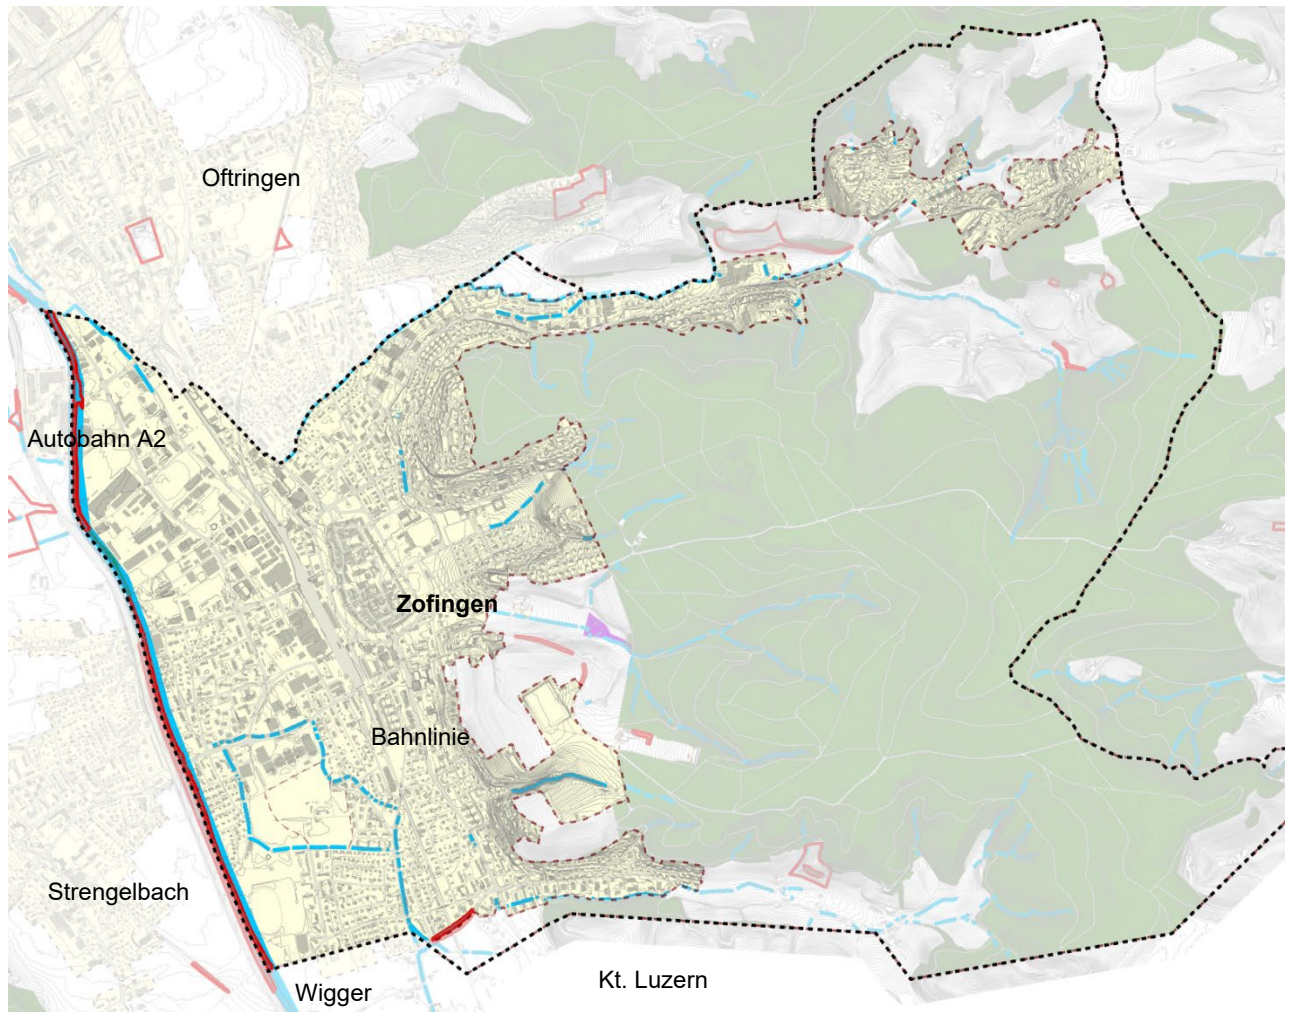 Oftringen
Autobahn A2
Zofingen
Bahnlinie
Strengelbach
Kt. Luzern
Wigger